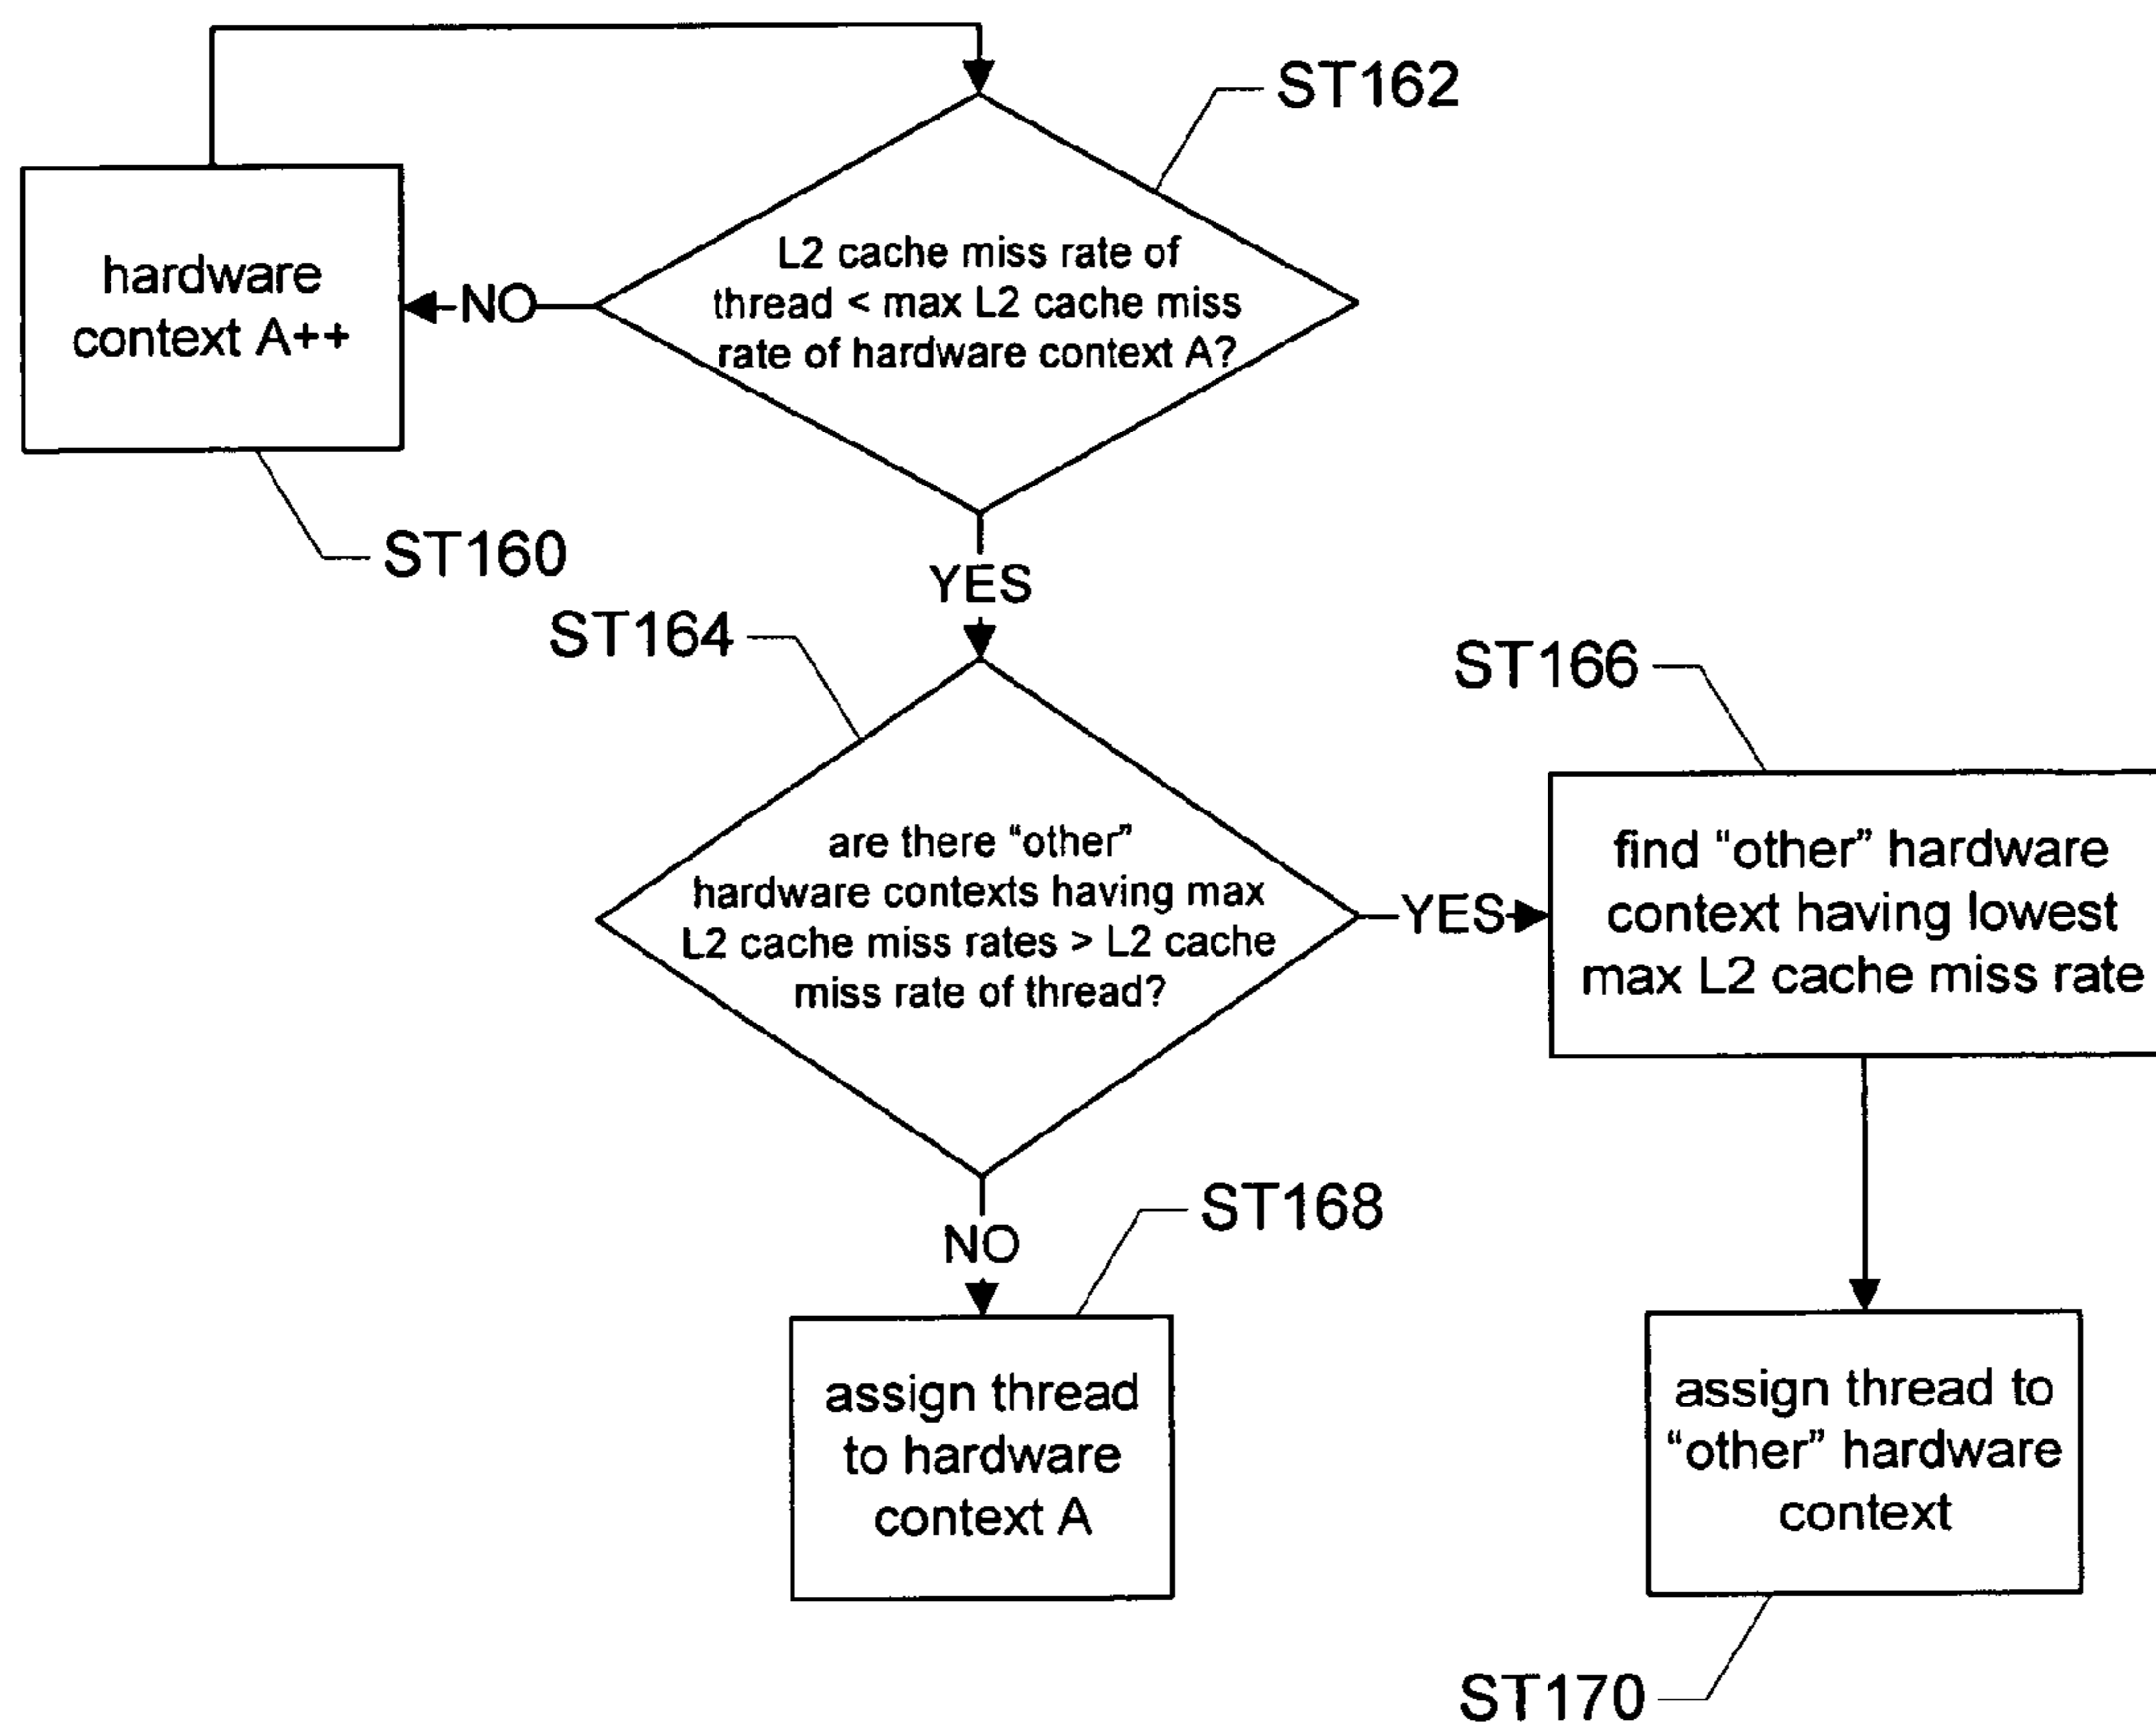 ST162
L2 cache miss rate of
thread < max L2 cache miss
rate of hardware context A?
hardware
context A++
NO
ST160
YES
ST164
ST166
are there “other”
hardware contexts having max
L2 cache miss rates > L2 cache
miss rate of thread?
YES
find “other” hardware
context having lowest
max L2 cache miss rate
NO
ST168
assign thread
to hardware
context A
assign thread to
“other” hardware
context
ST170